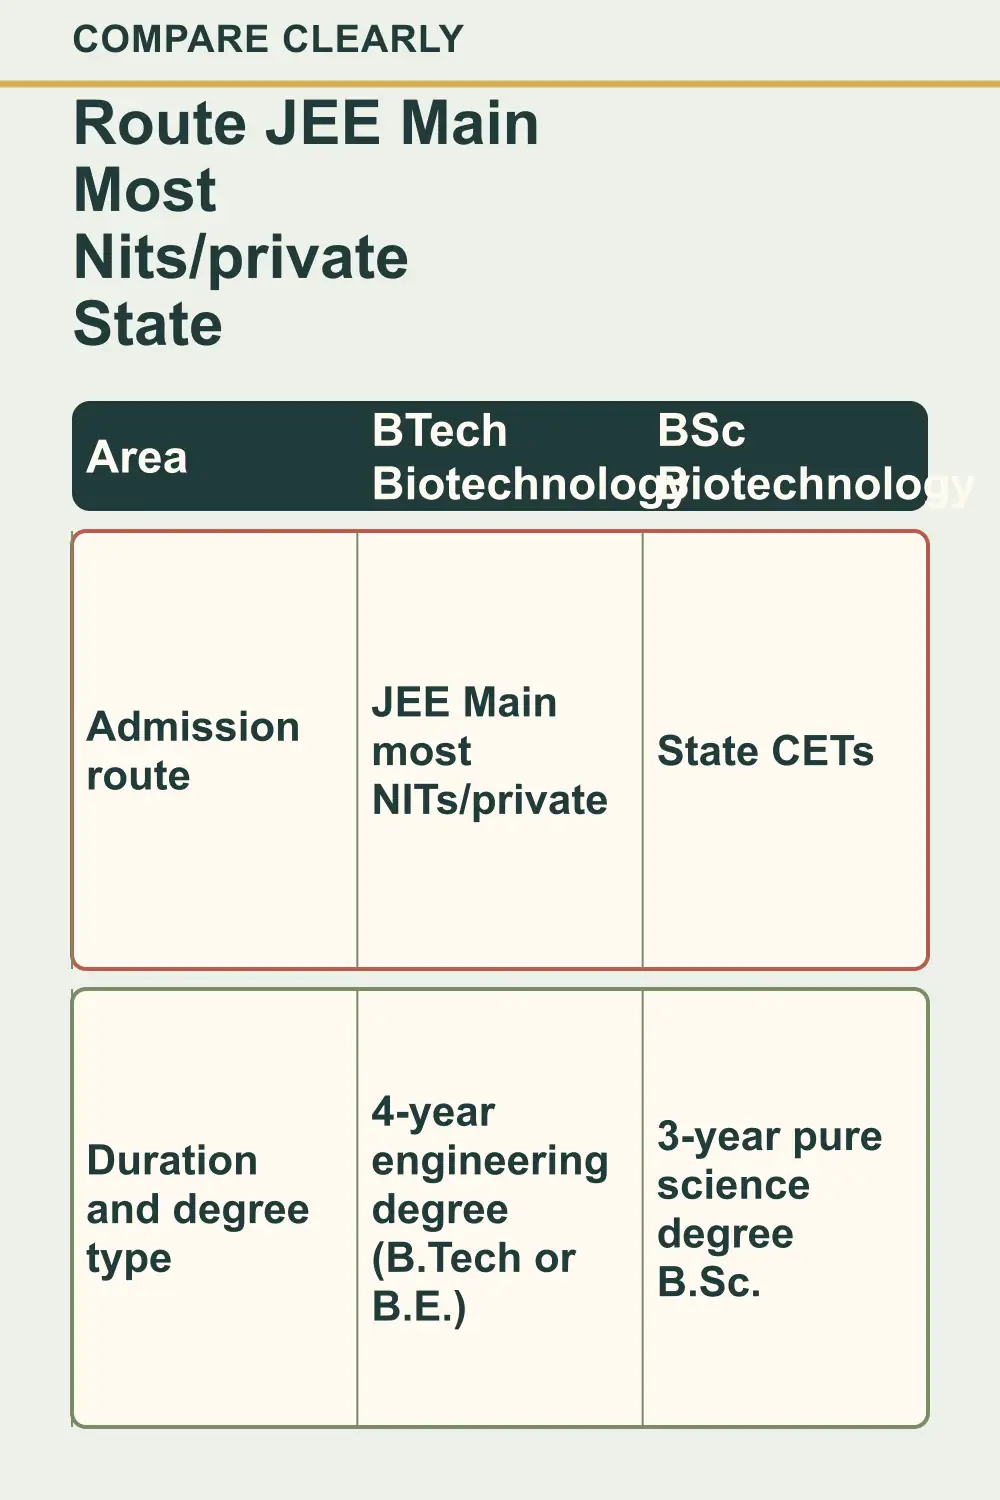 COMPARE CLEARLY
Route JEE Main
Most
Nits/private
State
Area
BTech
Biotechnology
BSc
Biotechnology
Admission
route
JEE Main
most
NITs/private
State CETs
Duration
and degree
type
4-year
engineering
degree
(B.Tech or
B.E.)
3-year pure
science
degree
B.Sc.